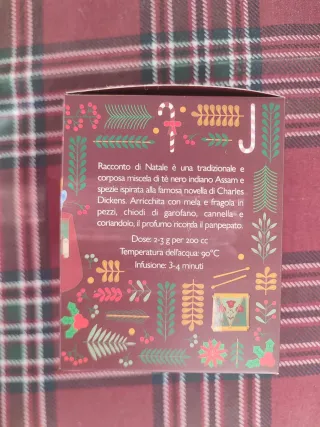 Racconto di Natale è una tradizionale e
corposa miscela di tè nero indiano Assam e
spezie ispirata alla famosa novella di Charles
Dickens. Arricchita con mela e fragola in
pezzi, chiodi di garofano, cannella e
coriandolo, il profumo ricorda il panpepato.
Dose: 2-3 g per 200 cc
Temperatura dell'acqua: 90°C
Infusione: 3-4 minuti